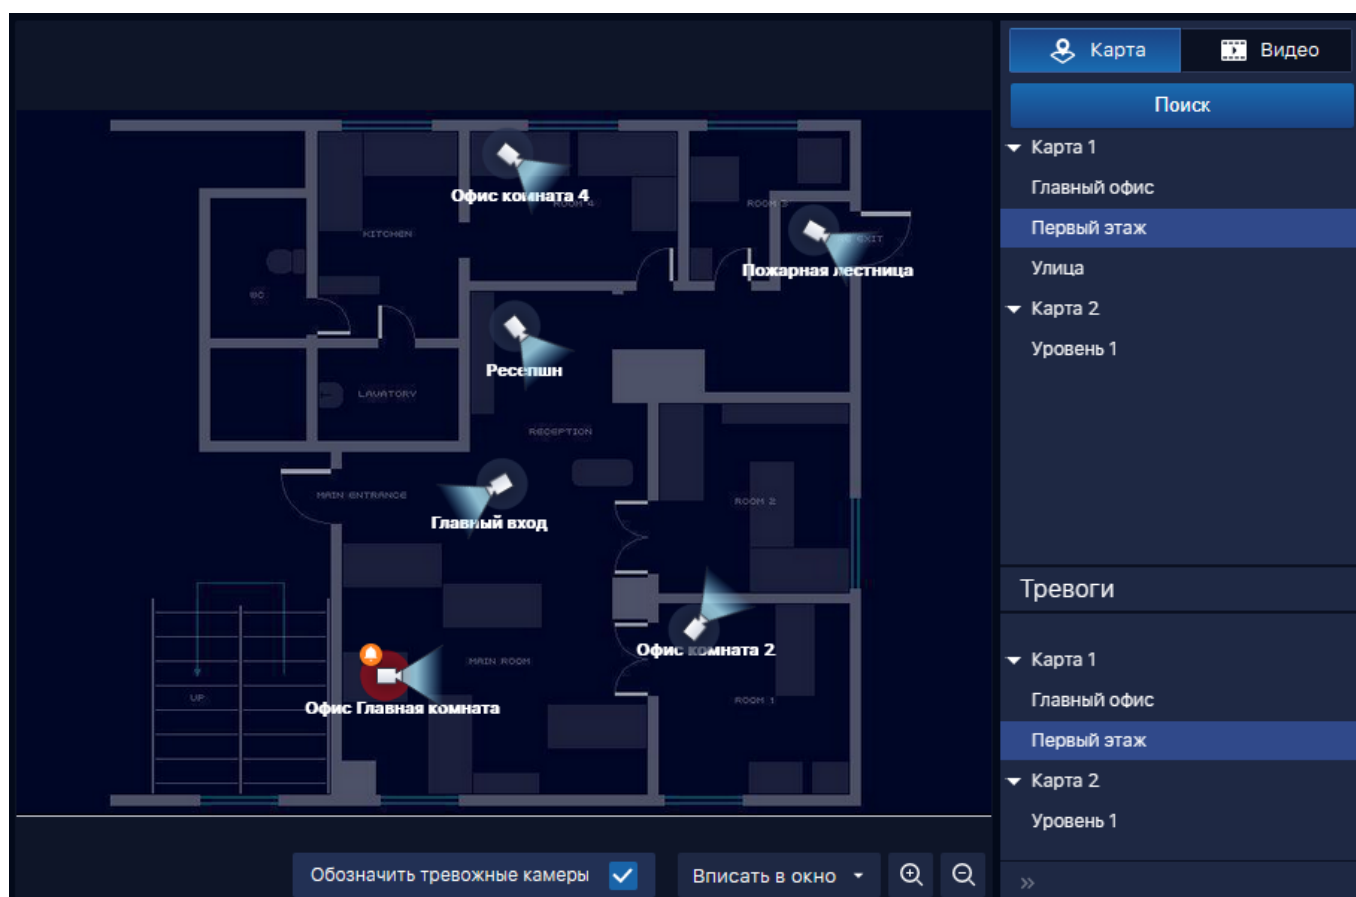 Карта
Видео
Поиск
Карта 1
Главный офис
Первый этаж
Улица
Карта 2
Уровень 1
Тревоги
Карта 1
Главный офис
Первый этаж
Карта 2
Уровень 1
Офис комната 4
ROOM 4
ROOM 3
KITCHEN
EXIT
Пожарная лестница
WC
Ресепшн
LAVATORY
RECEPTION
MAIN ENTRANCE
ROOM 2
Главный вход
Офис комната 2
MAIN ROOM
UP
ROOM 1
Офис Главная комната
Обозначить тревожные камеры
Вписать в окно